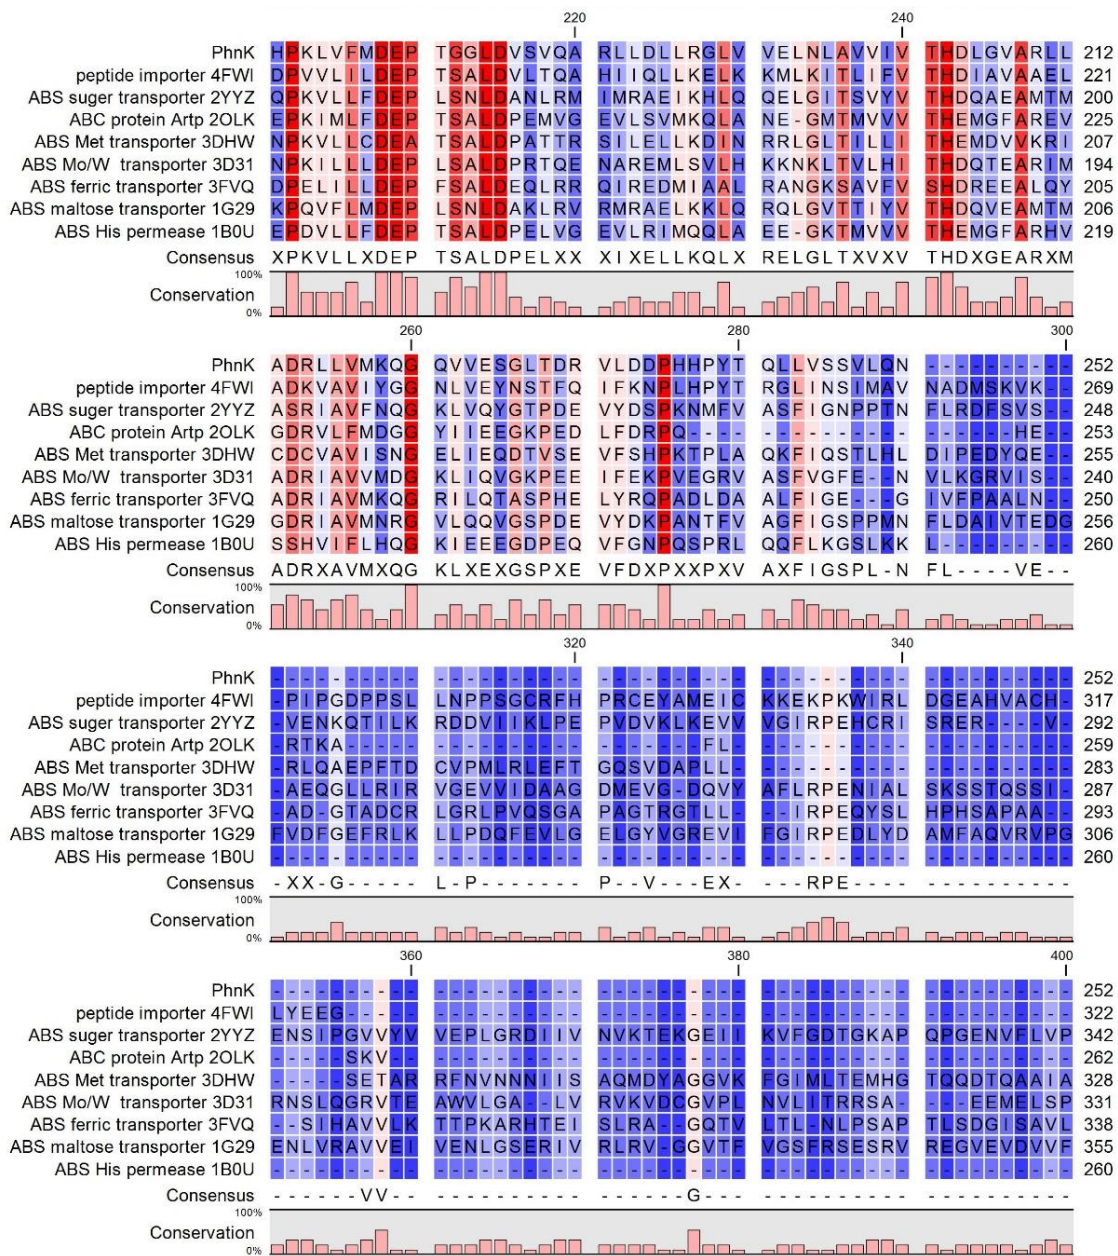 220 240
PhnK HPKLVFMDEP TGGLDVSVQA RLLDLLRGLV VELNLAVVIV THDLGVARLL 212
peptide importer 4FWI DPVVLILDEP TSALDVLTQA HIIQLLKELK KMLKITLIFV THDIAVAAEL 221
ABS suger transporter 2YYZ QPKVLLFDEP LSNLDANLRM IMRAEIKHLQ QELGITSVYV THDQAEAMTM 200
ABC protein Artp 2OLK EPKIMLFDEP TSALDPEMVG EVLSVMKQLA NE-GMTMVVV THEMGFAREV 225
ABS Met transporter 3DHW NPKVLLCDEA TSALDPATTR SILELLKDIN RRLGLTILLI THEMDVVKRI 207
ABS Mo/W transporter 3D31 NPKILLLDEP LSALDPRTQE NAREMLSVLH KKNKLTVLHI THDQTEARIM 194
ABS ferric transporter 3FVQ DPELILLDEP FSALDEQLRR QIREDMIAAL RANGKSAVFV SHDREEALQY 205
ABS maltose transporter 1G29 KPQVFLMDEP LSNLDAKLRV RMRAELKKLQ RQLGVTTIYV THDQVEAMTM 206
ABS His permease 1B0U EPDVLLFDEP TSALDPELVG EVLRIMQQLA EE-GKTMVVV THEMGFARHV 219
Consensus XPKVLLXDEP TSALDPELXX XIXELLKQLX RELGLTXVXV THDXGEARXM
100%
Conservation
0%
260 280 300
PhnK ADRLLVMKQG QVVESGLTDR VLDDPHHPYT QLLVSSVLQN ---------- 252
peptide importer 4FWI ADKVAVIYGG NLVEYNSTFQ IFKNPLHPYT RGLINSIMAV NADMSKVK-- 269
ABS suger transporter 2YYZ ASRIAVFNQG KLVQYGTPDE VYDSPKNMFV ASFIGNPPTN FLRDFSVS-- 248
ABC protein Artp 2OLK GDRVLFMDGG YIIEEGKPED LFDRPQ---- ---------- ------HE-- 253
ABS Met transporter 3DHW CDCVAVISNG ELIEQDTVSE VFSHPKTPLA QKFIQSTLHL DIPEDYQE-- 255
ABS Mo/W transporter 3D31 ADRIAVVMDG KLIQVGKPEE IFEKPVEGRV ASFVGFE--N VLKGRVIS-- 240
ABS ferric transporter 3FVQ ADRIAVMKQG RILQTASPHE LYRQPADLDA ALFIGE---G IVFPAALN-- 250
ABS maltose transporter 1G29 GDRIAVMNRG VLQQVGSPDE VYDKPANTFV AGFIGSPPMN FLDAIVTEDG 256
ABS His permease 1B0U SSHVIFLHQG KIEEEGDPEQ VFGNPQSPRL QQFLKGSLKK L--------- 260
Consensus ADRXAVMXQG KLXEXGSPXE VFDXPXXPXV AXFIGSPL-N FL----VE--
100%
Conservation
0%
320 340
PhnK ---------- ---------- ---------- ---------- ---------- 252
peptide importer 4FWI -PIPGDPPSL LNPPSGCRFH PRCEYAMEIC KKEKPKWIRL DGEAHVACH- 317
ABS suger transporter 2YYZ -VENKQTILK RDDVIIKLPE PVDVKLKEVV VGIRPEHCRI SRER----V- 292
ABC protein Artp 2OLK -RTKA----- ---------- -------FL- ---------- ---------- 259
ABS Met transporter 3DHW -RLQAEPFTD CVPMLRLEFT GQSVDAPLL- ---------- ---------- 283
ABS Mo/W transporter 3D31 -AEQGLLRIR VGEVVIDAAG DMEVG-DQVY AFLRPENIAL SKSSTQSSI- 287
ABS ferric transporter 3FVQ -AD-GTADCR LGRLPVQSGA PAGTRGTLL- --IRPEQYSL HPHSAPAA-- 293
ABS maltose transporter 1G29 FVDFGEFRLK LLPDQFEVLG ELGYVGREVI FGIRPEDLYD AMFAQVRVPG 306
ABS His permease 1B0U ---------- ---------- ---------- ---------- ---------- 260
Consensus -XX-G----- L-P------- P--V---EX- ---RPE---- ----------
100%
Conservation
0%
360 380 400
PhnK ---------- ---------- ---------- ---------- ---------- 252
peptide importer 4FWI LYEEG----- ---------- ---------- ---------- ---------- 322
ABS suger transporter 2YYZ ENSIPGVVYV VEPLGRDIIV NVKTEKGEII KVFGDTGKAP QPGENVFLVP 342
ABC protein Artp 2OLK -----SKV-- ---------- ---------- ---------- ---------- 262
ABS Met transporter 3DHW -----SETAR RFNVNNNIIS AQMDYAGGVK FGIMLTEMHG TQQDTQAAIA 328
ABS Mo/W transporter 3D31 RNSLQGRVTE AWVLGA--LV RVKVDCGVPL NVLITRRSA- --EEMELSP 331
ABS ferric transporter 3FVQ --SIHAVVLK TTPKARHTEI SLRA--GQTV LTL-NLPSAP TLSDGISAVL 338
ABS maltose transporter 1G29 ENLVRAVVEI VENLGSERIV RLRV-GGVTF VGSFRSESRV REGVEVDVVF 355
ABS His permease 1B0U ---------- ---------- ---------- ---------- ---------- 260
Consensus ------VV-- ---------- ------G--- ---------- ----------
100%
Conservation
0%